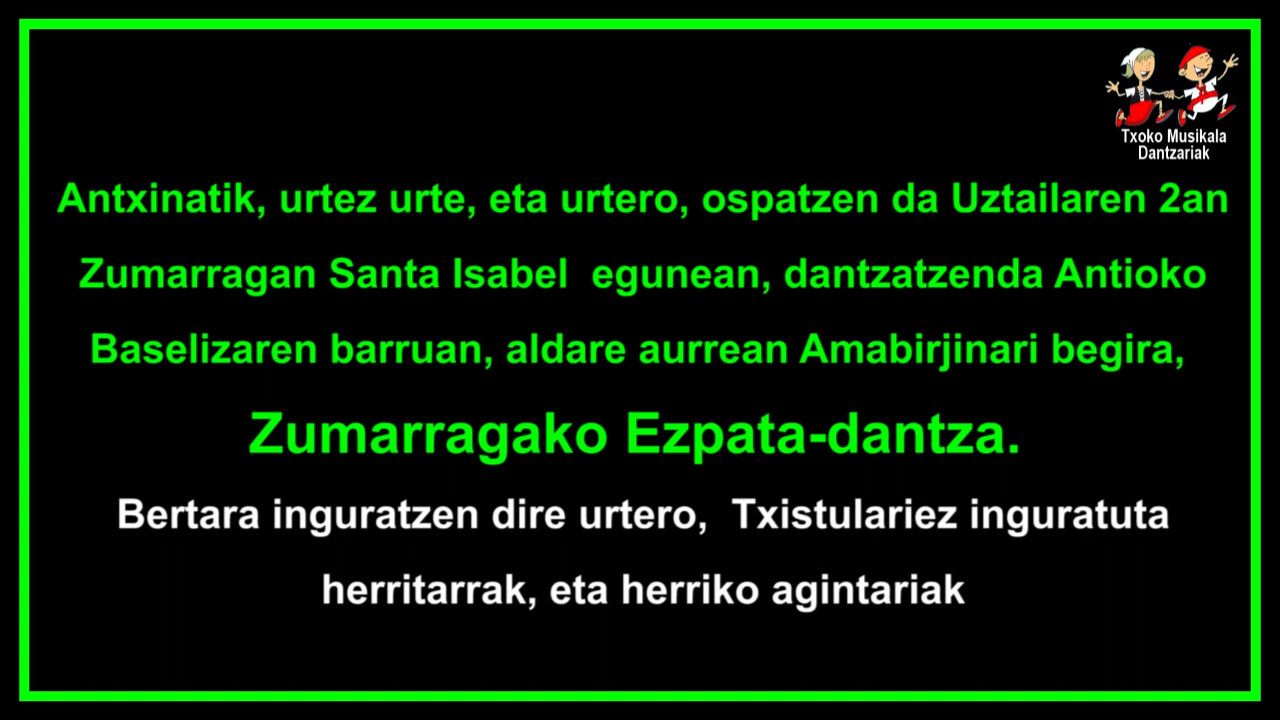 Txoko Musikala
Dantzariak
Antxinatik, urtez urte, eta urtero, ospatzen da Uztailaren 2an
Zumarragan Santa Isabel egunean, dantzatzenda Antioko
Baselizaren barruan, aldare aurrean Amabirjinari begira,
Zumarragako Ezpata-dantza.
Bertara inguratzen dire urtero, Txistulariez inguratuta
herritarrak, eta herriko agintariak